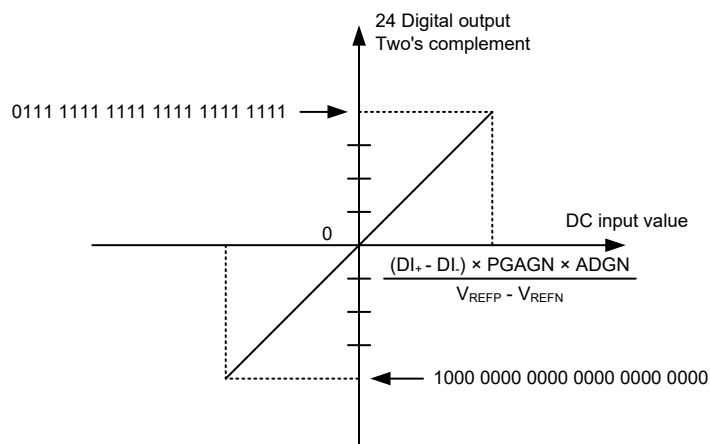 24 Digital output
Two's complement
0111 1111 1111 1111 1111 1111
0
DC input value
(DI+ - DI-) × PGAGN × ADGN
VREFP - VREFN
1000 0000 0000 0000 0000 0000